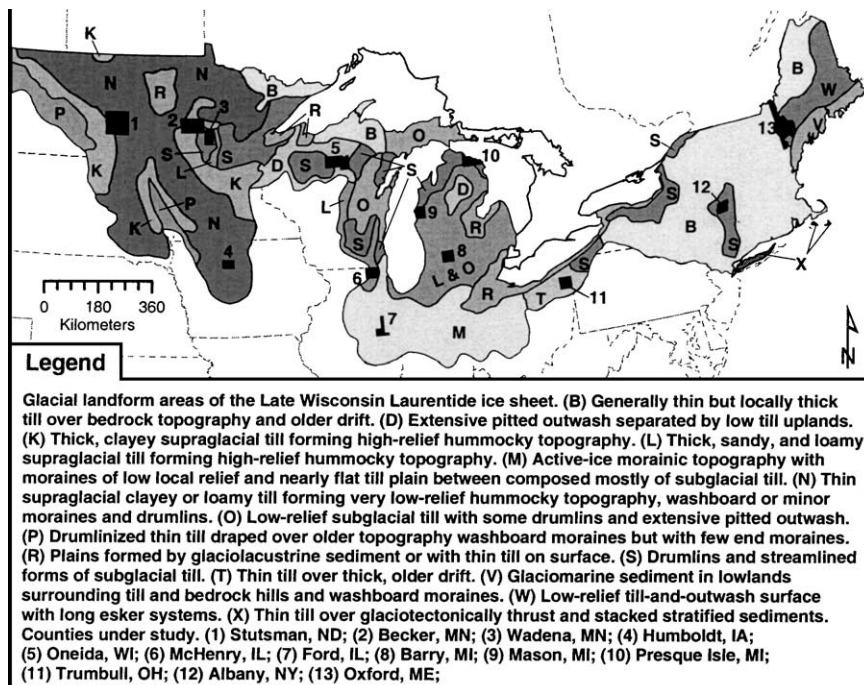 K
N
N
R
B
P
1
2
3
S
S
L
K
D
K
P
N
K
4
R
B
O
S
5
L
O
S
S
10
D
9
R
8
L & O
6
R
7
M
T
S
11
S
S
B
12
S
X
B
W
13
V
0 180 360
Kilometers
N
Legend
Glacial landform areas of the Late Wisconsin Laurentide ice sheet. (B) Generally thin but locally thick
till over bedrock topography and older drift. (D) Extensive pitted outwash separated by low till uplands.
(K) Thick, clayey supraglacial till forming high-relief hummocky topography. (L) Thick, sandy, and loamy
supraglacial till forming high-relief hummocky topography. (M) Active-ice morainic topography with
moraines of low local relief and nearly flat till plain between composed mostly of subglacial till. (N) Thin
supraglacial clayey or loamy till forming very low-relief hummocky topography, washboard or minor
moraines and drumlins. (O) Low-relief subglacial till with some drumlins and extensive pitted outwash.
(P) Drumlinized thin till draped over older topography washboard moraines but with few end moraines.
(R) Plains formed by glaciolacustrine sediment or with thin till on surface. (S) Drumlins and streamlined
forms of subglacial till. (T) Thin till over thick, older drift. (V) Glaciomarine sediment in lowlands
surrounding till and bedrock hills and washboard moraines. (W) Low-relief till-and-outwash surface
with long esker systems. (X) Thin till over glaciotectonically thrust and stacked stratified sediments.
Counties under study. (1) Stutsman, ND; (2) Becker, MN; (3) Wadena, MN; (4) Humboldt, IA;
(5) Oneida, WI; (6) McHenry, IL; (7) Ford, IL; (8) Barry, MI; (9) Mason, MI; (10) Presque Isle, MI;
(11) Trumbull, OH; (12) Albany, NY; (13) Oxford, ME;